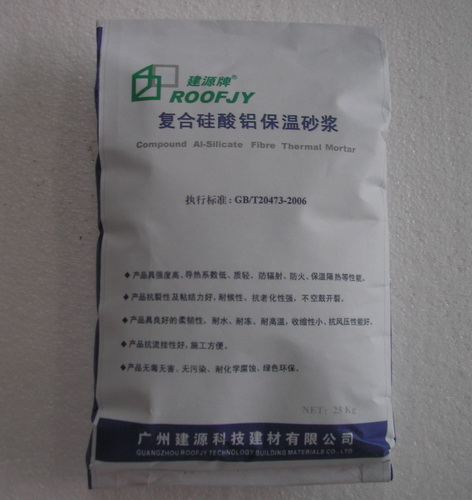 建源牌®
ROOFJY
复合硅酸铝保温砂浆
Compound Al-Silicate Fibre Thermal Mortar
执行标准：GB/T20473-2006
◆产品具强度高、导热系数低、质轻、防辐射、防火、保温隔热等性能。
◆产品抗裂性及粘结力好，耐候性、抗老化性强，不空鼓开裂。
◆产品具良好的柔韧性，耐水、耐冻、耐高温，收缩性小，抗风压性能好。
◆产品抗流挂性好，施工方便。
◆产品无毒无害、无污染、耐化学腐蚀、绿色环保。
NET：25 Kg
广州建源科技建材有限公司
GUANGZHOU ROOFJY TECHNOLOGY BUILDING MATERIALS CO., LTD